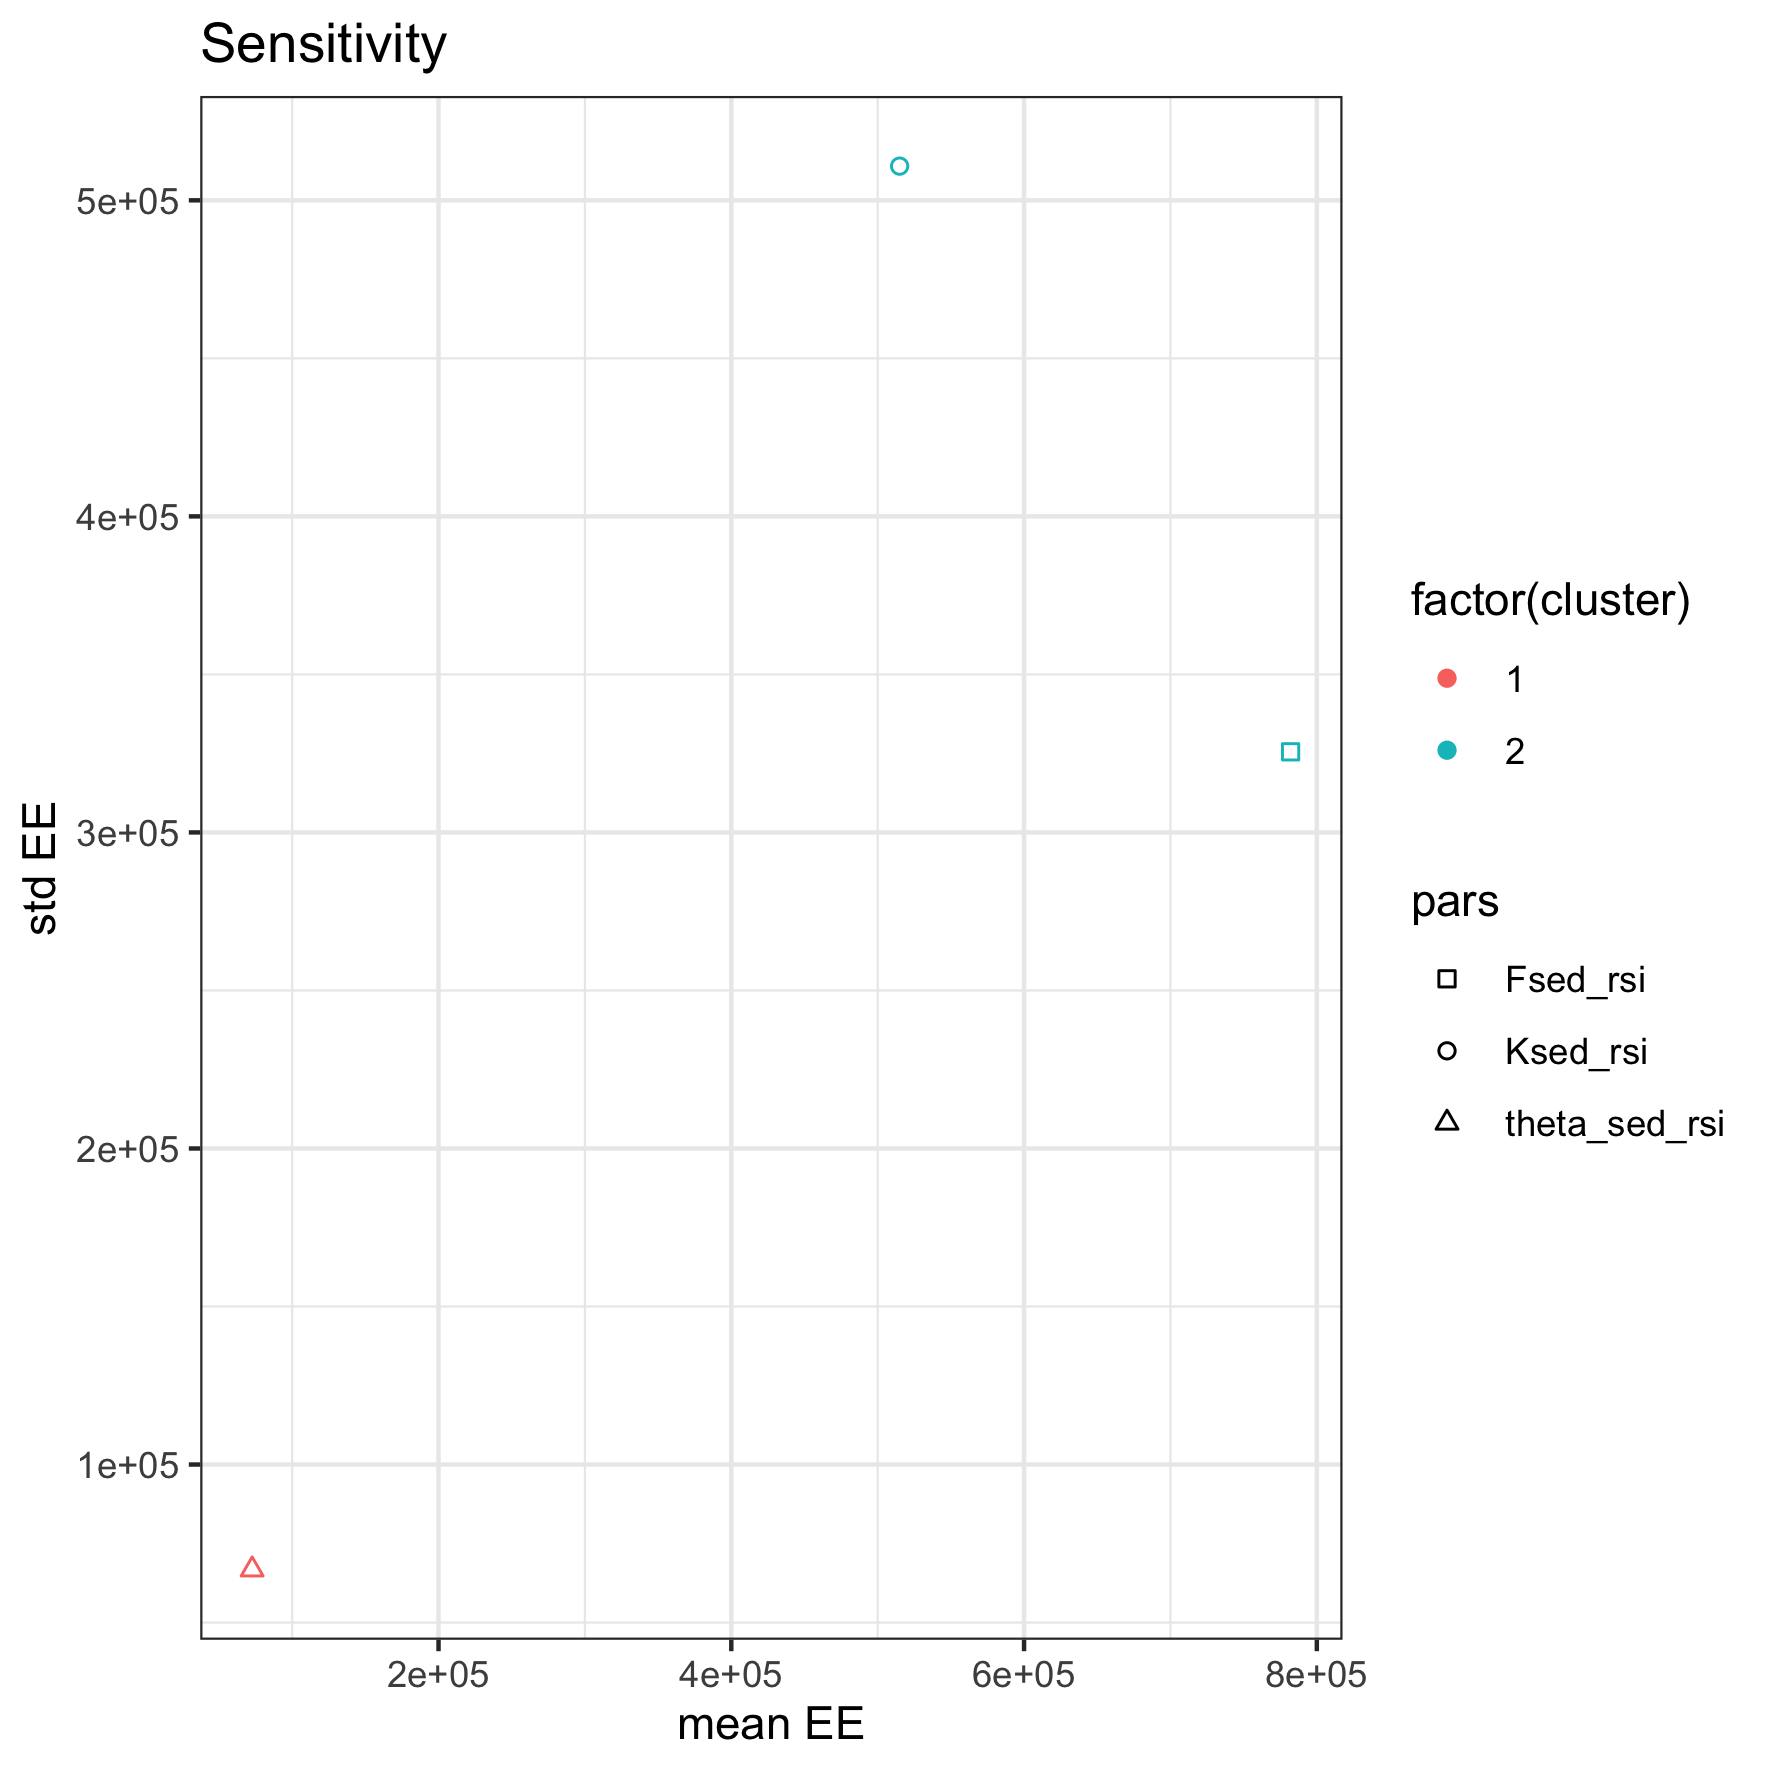 Sensitivity
5e+05
4e+05
3e+05
2e+05
1e+05
std EE
2e+05 4e+05 6e+05 8e+05
mean EE
factor(cluster)
1
2
pars
Fsed_rsi
Ksed_rsi
theta_sed_rsi